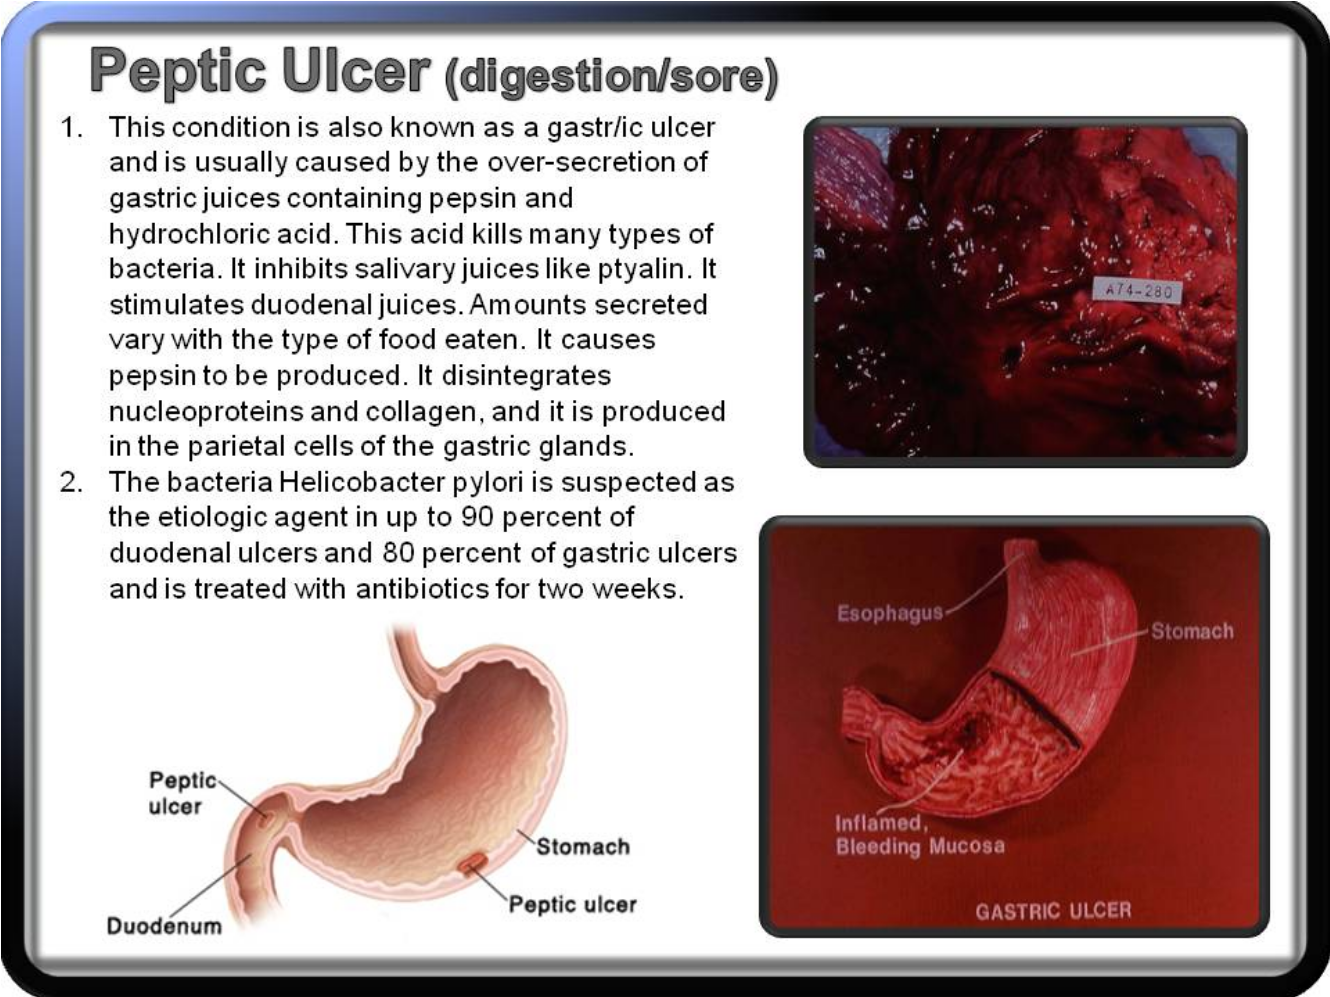 Peptic Ulcer (digestion/sore)
1. This condition is also known as a gastr/ic ulcer
and is usually caused by the over-secretion of
gastric juices containing pepsin and
hydrochloric acid. This acid kills many types of
bacteria. It inhibits salivary juices like ptyalin. It
stimulates duodenal juices. Amounts secreted
vary with the type of food eaten. It causes
pepsin to be produced. It disintegrates
nucleoproteins and collagen, and it is produced
in the parietal cells of the gastric glands.
2. The bacteria Helicobacter pylori is suspected as
the etiologic agent in up to 90 percent of
duodenal ulcers and 80 percent of gastric ulcers
and is treated with antibiotics for two weeks.
A74-280
Peptic
ulcer
Stomach
Peptic ulcer
Duodenum
Esophagus
Stomach
Inflamed,
Bleeding Mucosa
GASTRIC ULCER